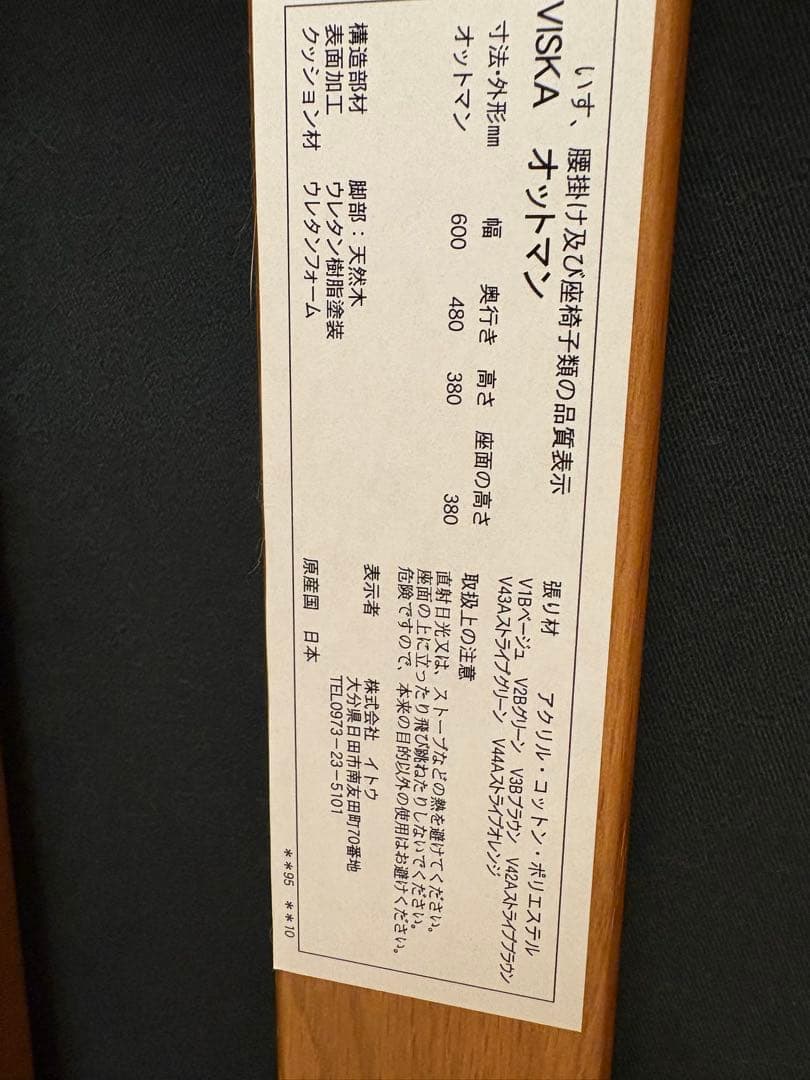 いす、腰掛け及び座椅子類の品質表示
VISKA オットマン
寸法・外形mm 幅 奥行き 高さ 座面の高さ
オットマン 600 480 380 380
構造部材 脚部：天然木
表面加工 ウレタン樹脂塗装
クッション材 ウレタンフォーム
張り材 アクリル・コットン・ポリエステル
V1Bベージュ V2Bグリーン V3Bブラウン V42Aストライプブラウン
V43Aストライプグリーン V44Aストライプオレンジ
取扱上の注意
直射日光又は、ストーブなどの熱を避けてください。
座面の上に立ったり飛び跳ねたりしないでください。
危険ですので、本来の目的以外の使用はお避けください。
表示者 株式会社 イトウ
大分県日田市南友田町70番地
TEL0973-23-5101
原産国 日本
**95 **10